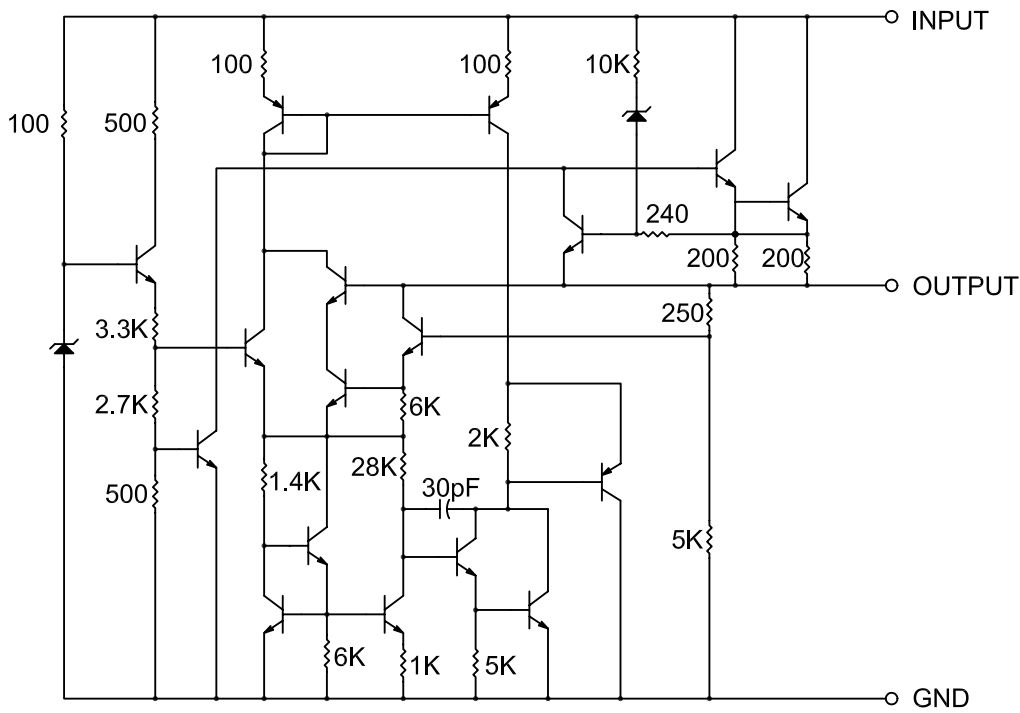 INPUT
100
100
10K
100
500
240
200
200
OUTPUT
250
3.3K
2.7K
6K
2K
28K
1.4K
30pF
500
5K
6K
1K
5K
GND